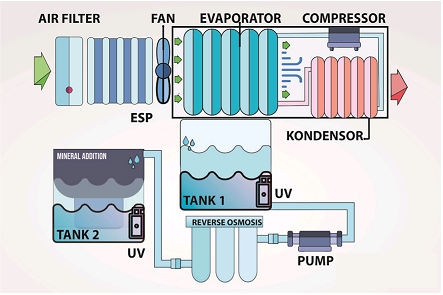 AIR FILTER
FAN
EVAPORATOR
COMPRESSOR
ESP
KONDENSOR
MINERAL ADDITION
TANK 1
UV
TANK 2
UV
REVERSE OSMOSIS
PUMP